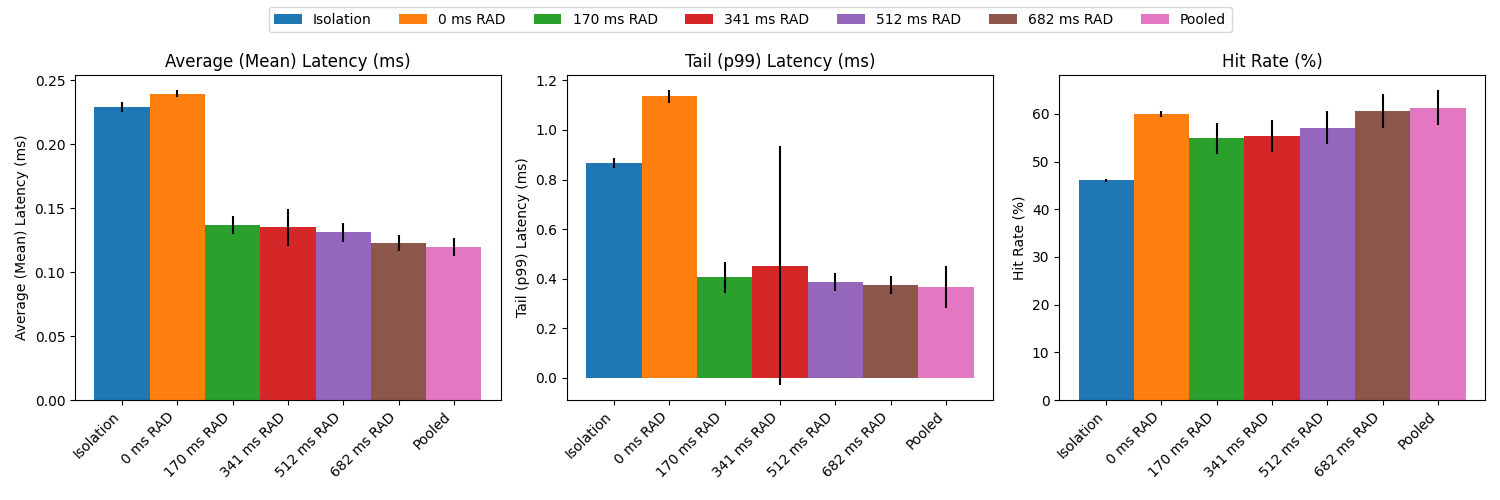 Isolation 0 ms RAD 170 ms RAD 341 ms RAD 512 ms RAD 682 ms RAD Pooled
Average (Mean) Latency (ms)
Average (Mean) Latency (ms)
0.25
0.20
0.15
0.10
0.05
0.00
Isolation
0 ms RAD
170 ms RAD
341 ms RAD
512 ms RAD
682 ms RAD
Pooled
Tail (p99) Latency (ms)
Tail (p99) Latency (ms)
1.2
1.0
0.8
0.6
0.4
0.2
0.0
Isolation
0 ms RAD
170 ms RAD
341 ms RAD
512 ms RAD
682 ms RAD
Pooled
Hit Rate (%)
Hit Rate (%)
60
50
40
30
20
10
0
Isolation
0 ms RAD
170 ms RAD
341 ms RAD
512 ms RAD
682 ms RAD
Pooled